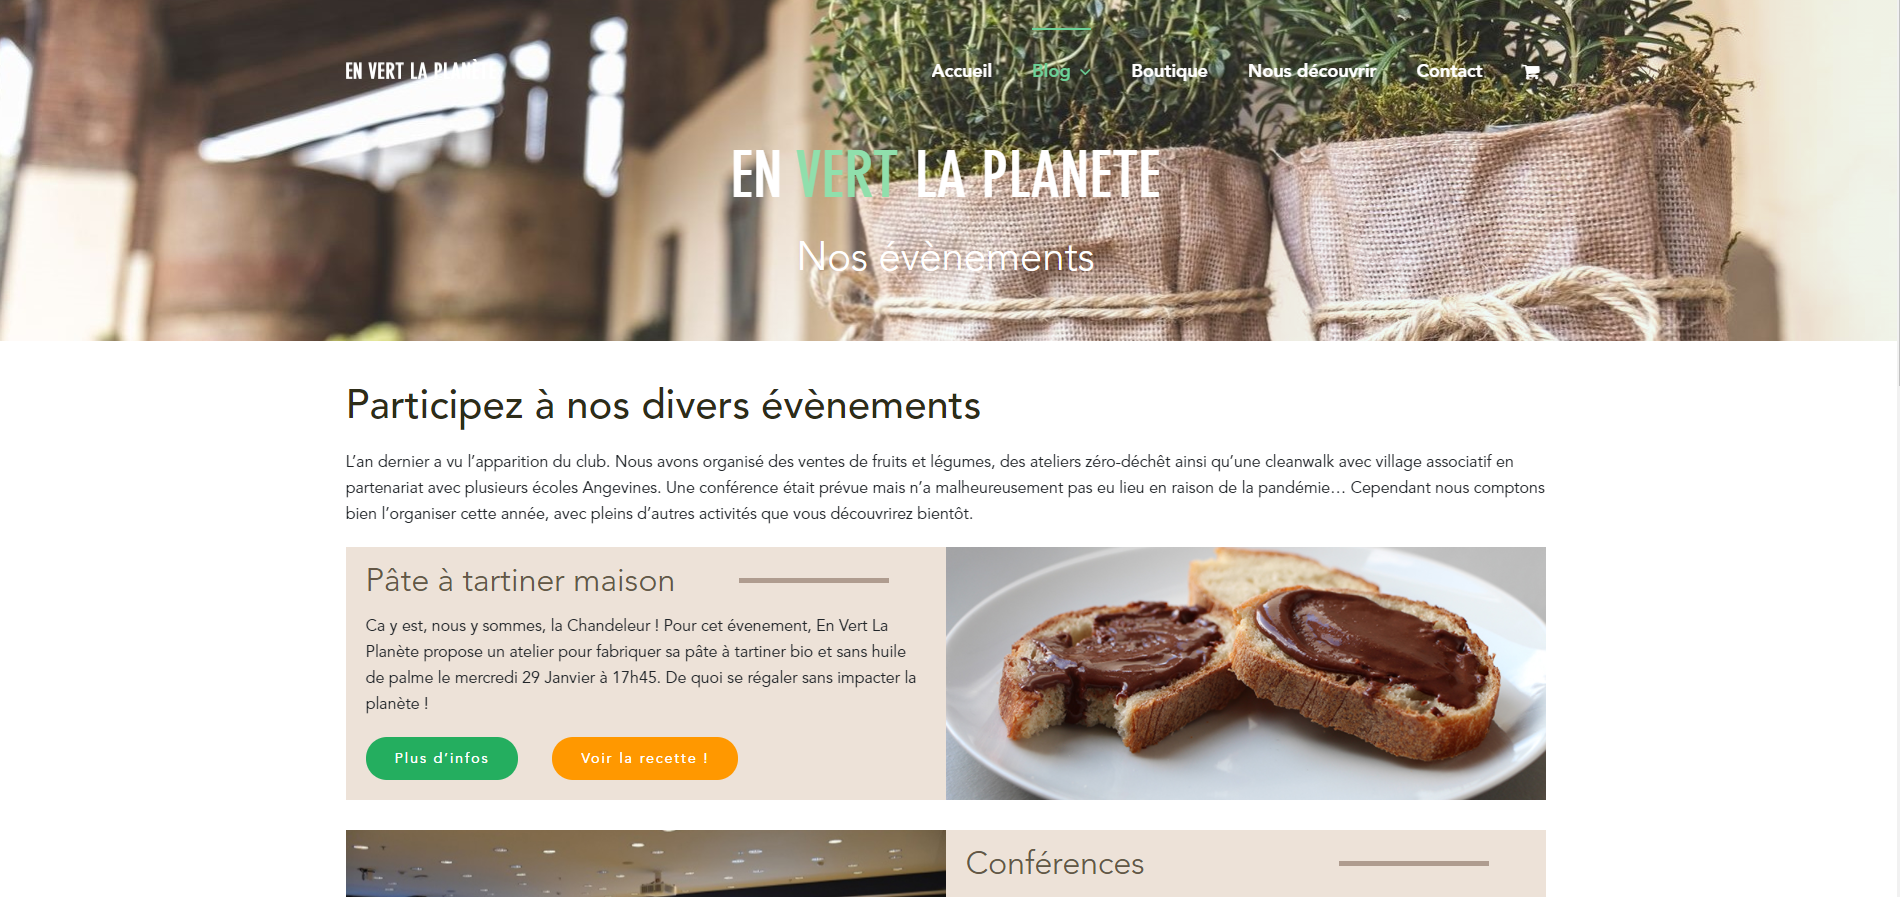 EN VERT LA PLANÈTE
Accueil
Blog
Boutique
Nous découvrir
Contact
EN VERT LA PLANETE
Nos évènements
Participez à nos divers évènements
L’an dernier a vu l’apparition du club. Nous avons organisé des ventes de fruits et légumes, des ateliers zéro-déchêt ainsi qu’une cleanwalk avec village associatif en
partenariat avec plusieurs écoles Angevines. Une conférence était prévue mais n’a malheureusement pas eu lieu en raison de la pandémie… Cependant nous comptons
bien l’organiser cette année, avec pleins d’autres activités que vous découvrirez bientôt.
Pâte à tartiner maison
Ca y est, nous y sommes, la Chandeleur ! Pour cet évenement, En Vert La
Planète propose un atelier pour fabriquer sa pâte à tartiner bio et sans huile
de palme le mercredi 29 Janvier à 17h45. De quoi se régaler sans impacter la
planète !
Plus d’infos
Voir la recette !
Conférences